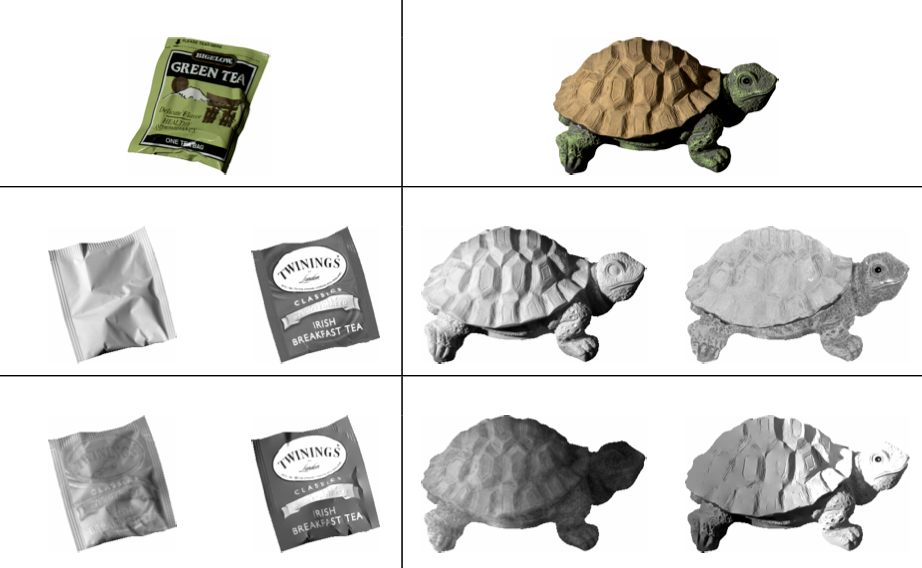 BIGELOW
GREEN TEA
Delicate Flavor
HEALTHY
ONE TEA BAG
TWININGS
London
CLASSICS
IRISH
BREAKFAST TEA
TWININGS
London
CLASSICS
IRISH
BREAKFAST TEA